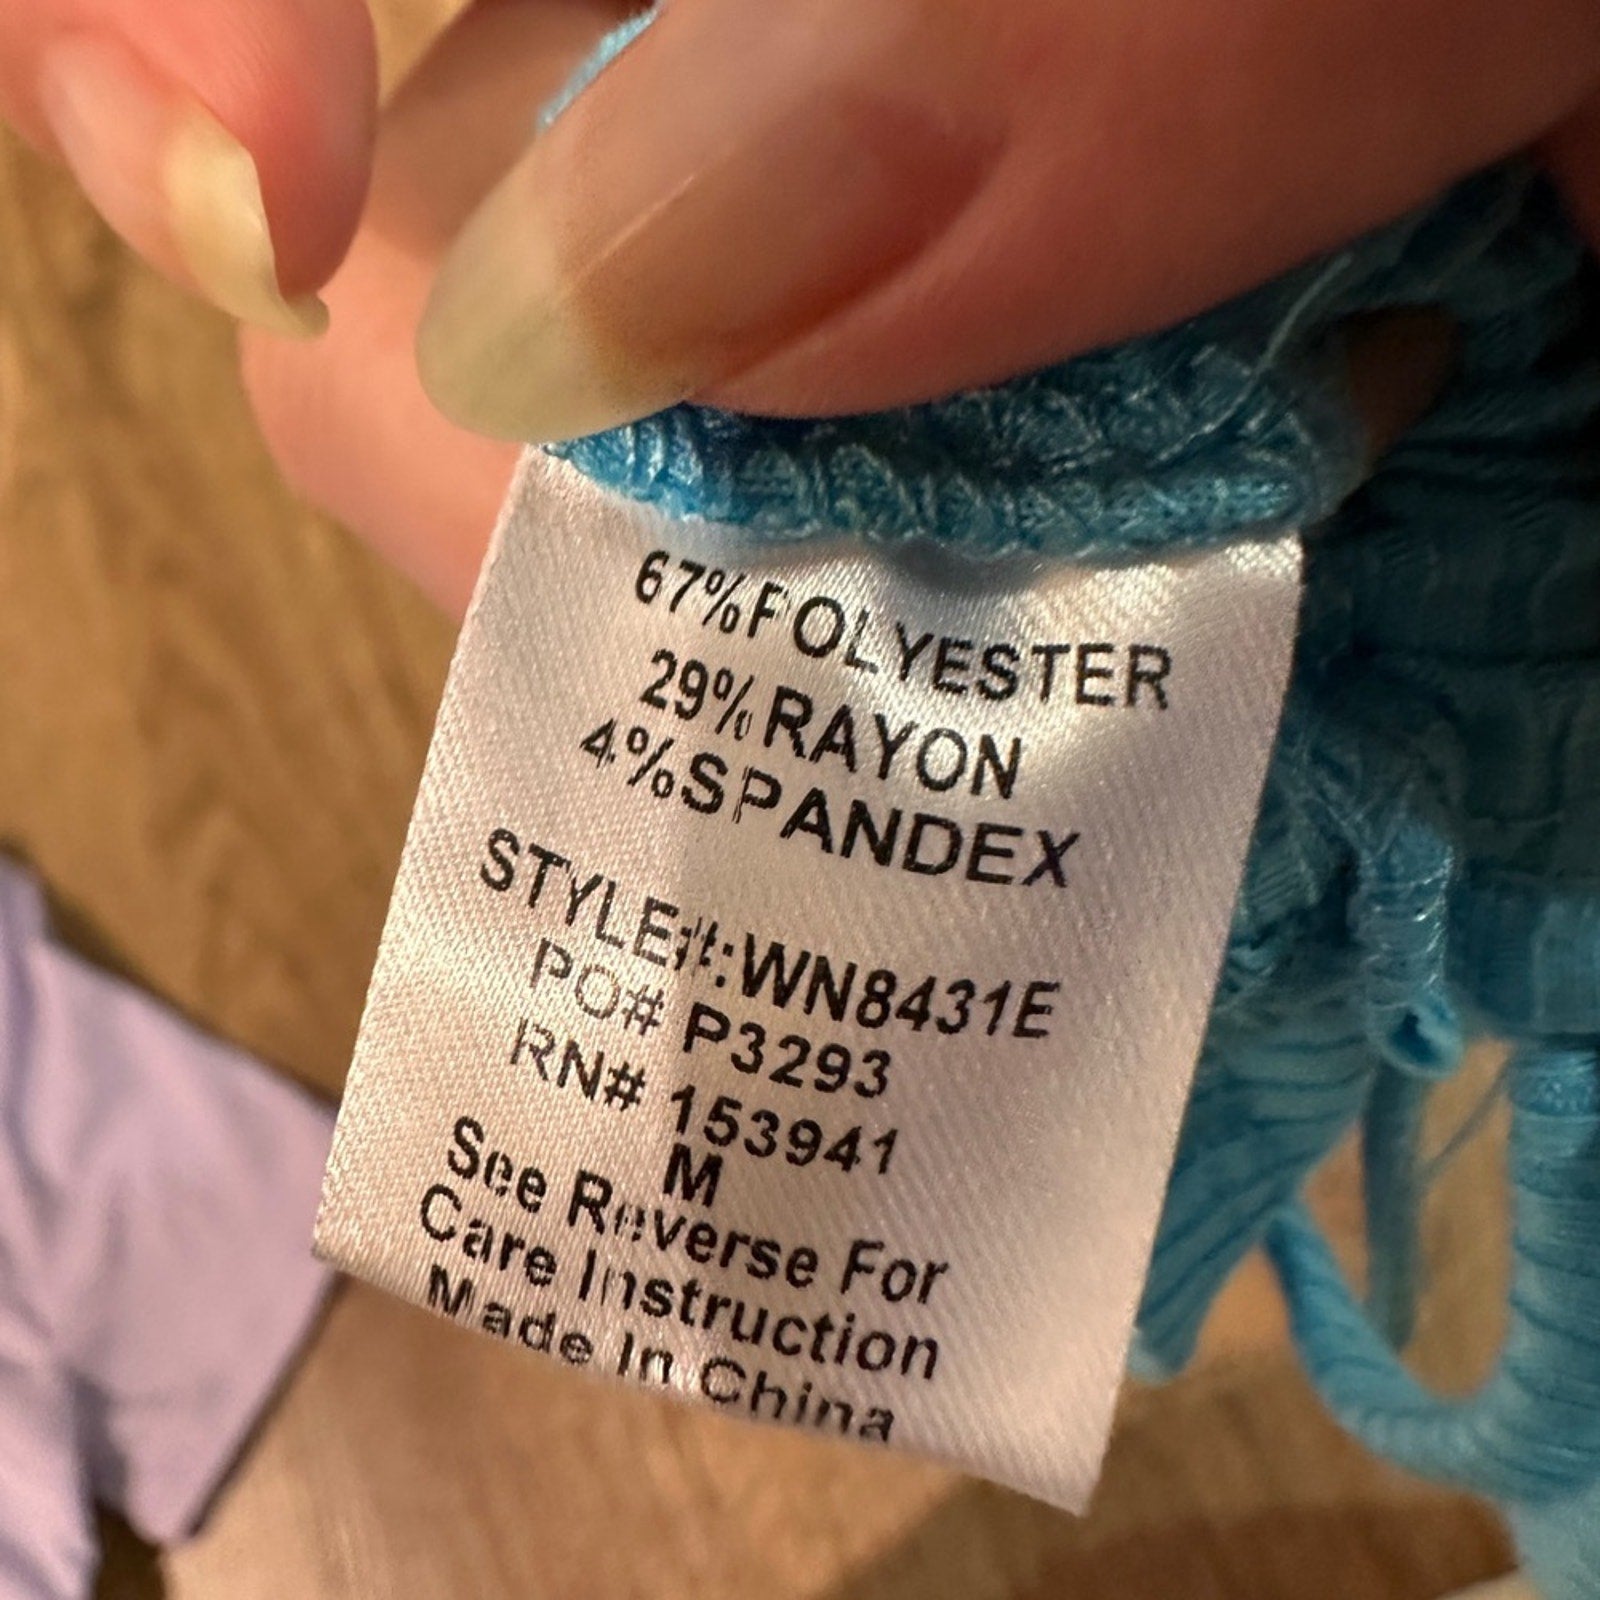 67%POLYESTER
29%RAYON
4%SPANDEX
STYLE#:WN8431E
PO# P3293
RN# 153941
M
See Reverse For
Care Instruction
Made In China